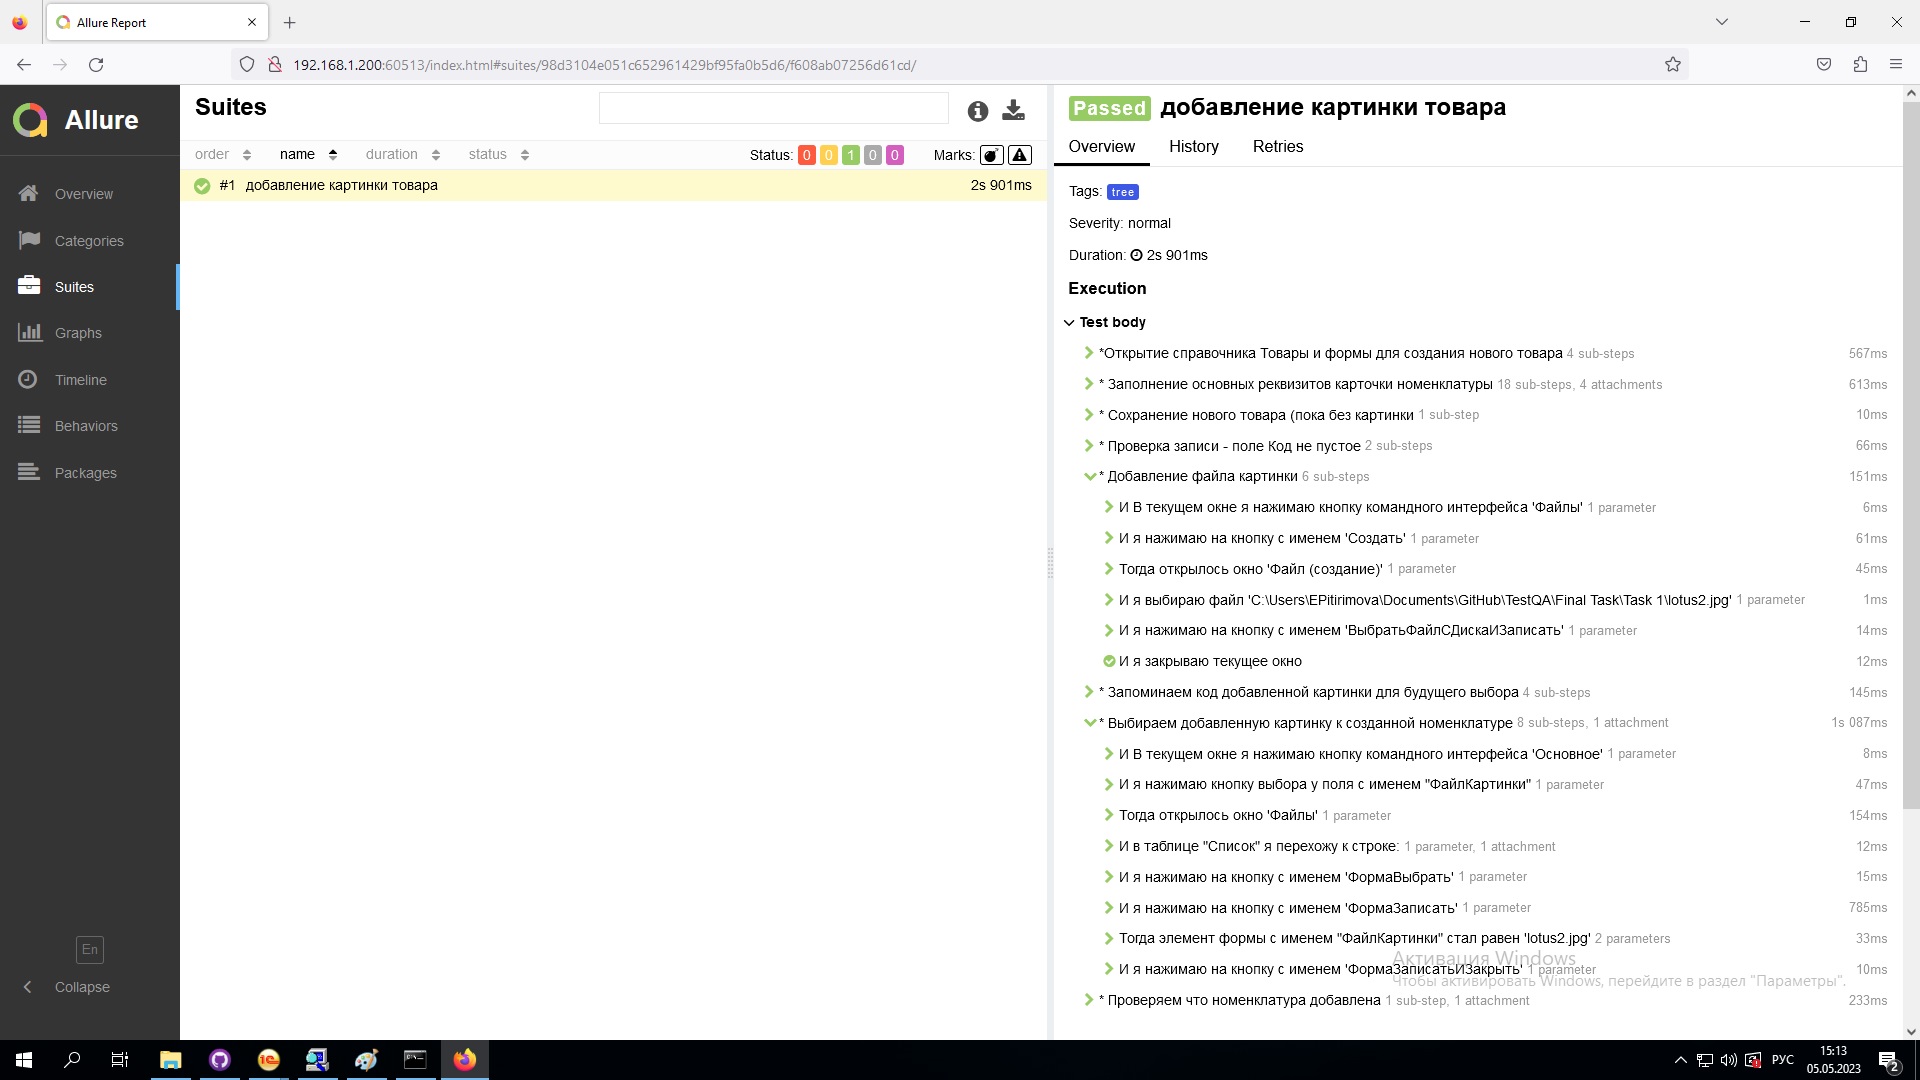 Allure Report
192.168.1.200:60513/index.html#suites/98d3104e051c652961429bf95fa0b5d6/f608ab07256d61cd/
Allure
Overview
Categories
Suites
Graphs
Timeline
Behaviors
Packages
En
Collapse
Suites
order name duration status Status: 0 0 1 0 0 Marks:
#1 добавление картинки товара 2s 901ms
Passed добавление картинки товара
Overview History Retries
Tags: tree
Severity: normal
Duration: 2s 901ms
Execution
Test body
*Открытие справочника Товары и формы для создания нового товара 4 sub-steps 567ms
* Заполнение основных реквизитов карточки номенклатуры 18 sub-steps, 4 attachments 613ms
* Сохранение нового товара (пока без картинки 1 sub-step 10ms
* Проверка записи - поле Код не пустое 2 sub-steps 66ms
* Добавление файла картинки 6 sub-steps 151ms
И В текущем окне я нажимаю кнопку командного интерфейса 'Файлы' 1 parameter 6ms
И я нажимаю на кнопку с именем 'Создать' 1 parameter 61ms
Тогда открылось окно 'Файл (создание)' 1 parameter 45ms
И я выбираю файл 'C:\Users\EPitirimova\Documents\GitHub\TestQA\Final Task\Task 1\lotus2.jpg' 1 parameter 1ms
И я нажимаю на кнопку с именем 'ВыбратьФайлСДискаИЗаписать' 1 parameter 14ms
И я закрываю текущее окно 12ms
* Запоминаем код добавленной картинки для будущего выбора 4 sub-steps 145ms
* Выбираем добавленную картинку к созданной номенклатуре 8 sub-steps, 1 attachment 1s 087ms
И В текущем окне я нажимаю кнопку командного интерфейса 'Основное' 1 parameter 8ms
И я нажимаю кнопку выбора у поля с именем "ФайлКартинки" 1 parameter 47ms
Тогда открылось окно 'Файлы' 1 parameter 154ms
И в таблице "Список" я перехожу к строке: 1 parameter, 1 attachment 12ms
И я нажимаю на кнопку с именем 'ФормаВыбрать' 1 parameter 15ms
И я нажимаю на кнопку с именем 'ФормаЗаписать' 1 parameter 785ms
Тогда элемент формы с именем "ФайлКартинки" стал равен 'lotus2.jpg' 2 parameters 33ms
Активация Windows
И я нажимаю на кнопку с именем 'ФормаЗаписатьИЗакрыть' 1 parameter 10ms
Чтобы активировать Windows, перейдите в раздел "Параметры".
* Проверяем что номенклатура добавлена 1 sub-step, 1 attachment 233ms
РУС
15:13
05.05.2023
2